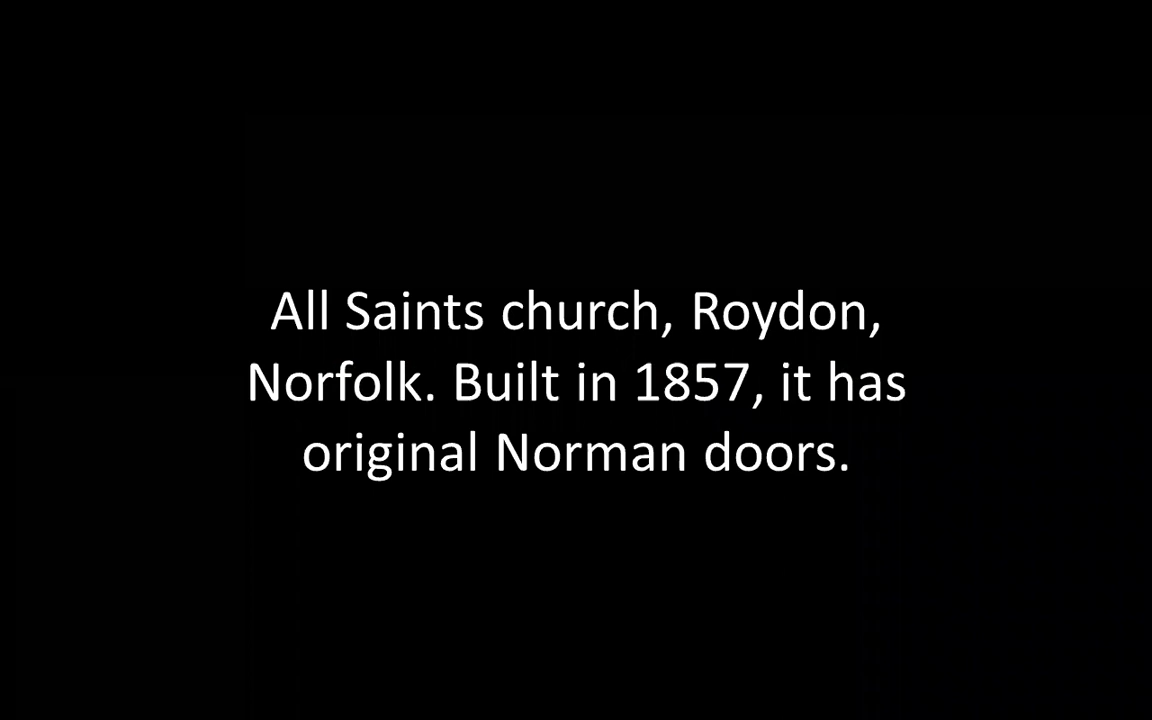 All Saints church, Roydon,
Norfolk. Built in 1857, it has
original Norman doors.